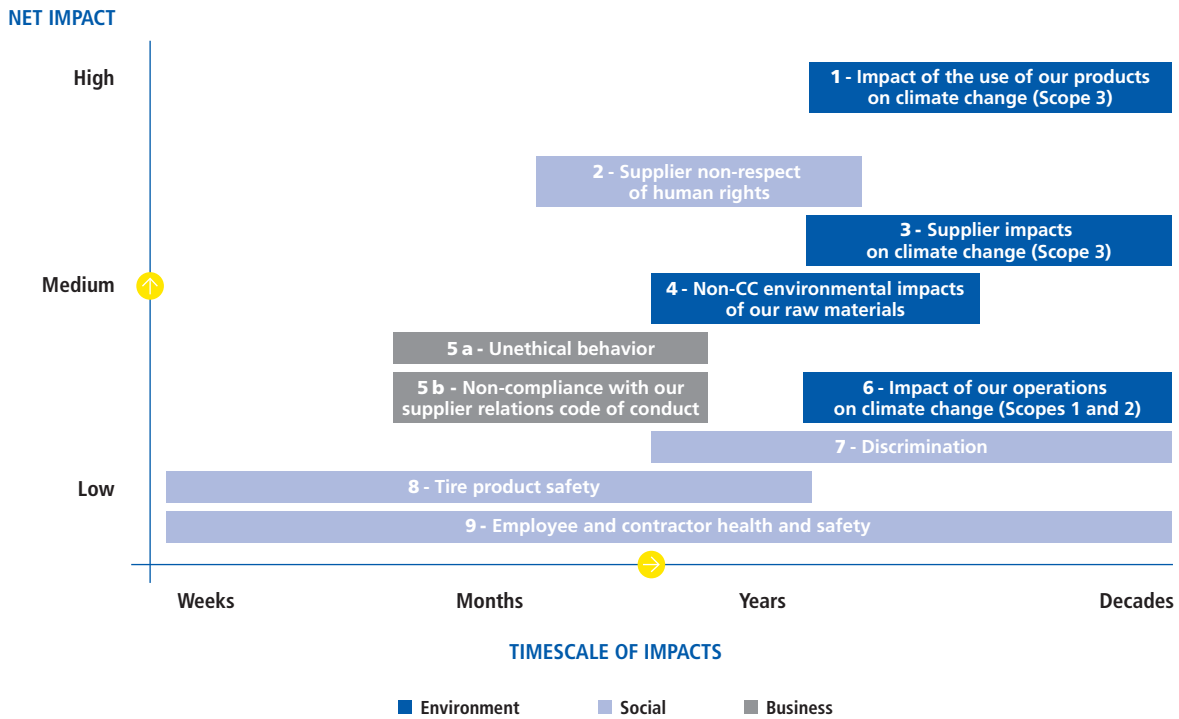 NET IMPACT
High
1 - Impact of the use of our products
on climate change (Scope 3)
2 - Supplier non-respect
of human rights
3 - Supplier impacts
on climate change (Scope 3)
Medium
4 - Non-CC environmental impacts
of our raw materials
5 a - Unethical behavior
5 b - Non-compliance with our
supplier relations code of conduct
6 - Impact of our operations
on climate change (Scopes 1 and 2)
7 - Discrimination
Low
8 - Tire product safety
9 - Employee and contractor health and safety
Weeks
Months
Years
Decades
TIMESCALE OF IMPACTS
Environment
Social
Business